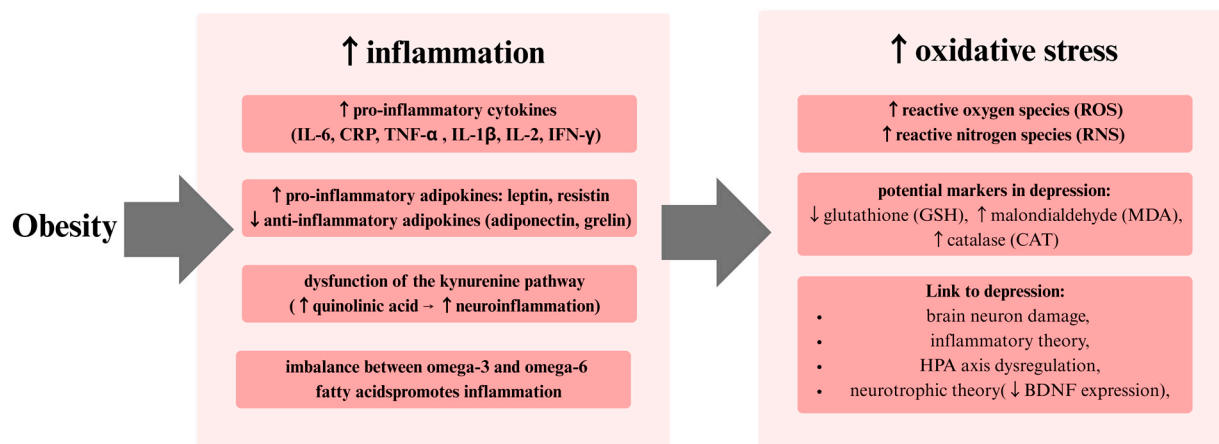 Obesity
↑ inflammation
↑ pro-inflammatory cytokines
(IL-6, CRP, TNF-α , IL-1β, IL-2, IFN-γ)
↑ pro-inflammatory adipokines: leptin, resistin
↓ anti-inflammatory adipokines (adiponectin, grelin)
dysfunction of the kynurenine pathway
( ↑ quinolinic acid → ↑ neuroinflammation)
imbalance between omega-3 and omega-6
fatty acidspromotes inflammation
↑ oxidative stress
↑ reactive oxygen species (ROS)
↑ reactive nitrogen species (RNS)
potential markers in depression:
↓ glutathione (GSH), ↑ malondialdehyde (MDA),
↑ catalase (CAT)
Link to depression:
• brain neuron damage,
• inflammatory theory,
• HPA axis dysregulation,
• neurotrophic theory( ↓ BDNF expression),